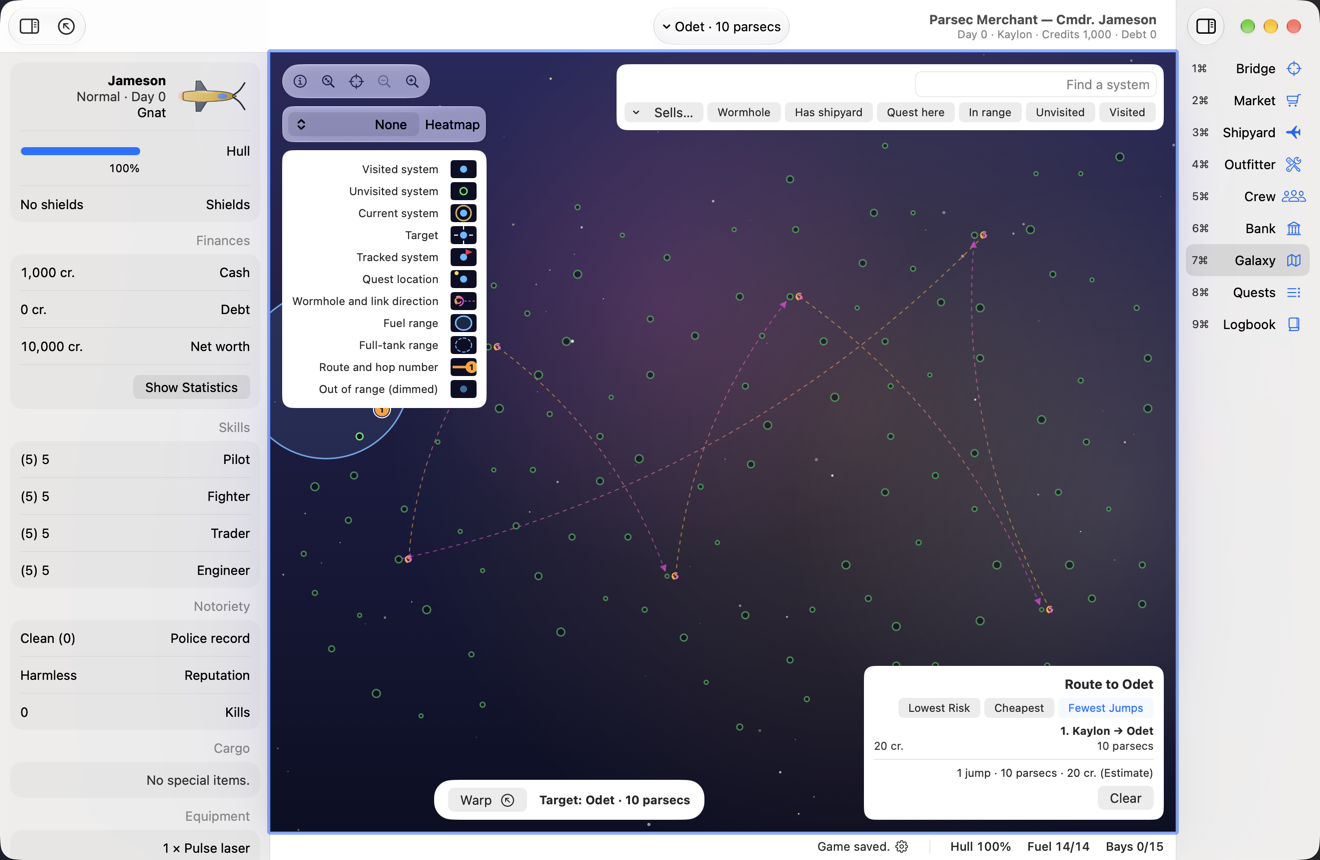 Odet · 10 parsecs
Parsec Merchant — Cmdr. Jameson
Day 0 · Kaylon · Credits 1,000 · Debt 0
Jameson
Normal · Day 0
Gnat
Hull
100%
No shields Shields
Finances
1,000 cr. Cash
0 cr. Debt
10,000 cr. Net worth
Show Statistics
Skills
(5) 5 Pilot
(5) 5 Fighter
(5) 5 Trader
(5) 5 Engineer
Notoriety
Clean (0) Police record
Harmless Reputation
0 Kills
Cargo
No special items.
Equipment
1 × Pulse laser
None Heatmap
Visited system
Unvisited system
Current system
Target
Tracked system
Quest location
Wormhole and link direction
Fuel range
Full-tank range
Route and hop number 1
Out of range (dimmed)
1
Find a system
Sells... Wormhole Has shipyard Quest here In range Unvisited Visited
Route to Odet
Lowest Risk Cheapest Fewest Jumps
1. Kaylon → Odet
20 cr. 10 parsecs
1 jump · 10 parsecs · 20 cr. (Estimate)
Clear
Warp Target: Odet · 10 parsecs
Game saved. Hull 100% Fuel 14/14 Bays 0/15
1⌘ Bridge
2⌘ Market
3⌘ Shipyard
4⌘ Outfitter
5⌘ Crew
6⌘ Bank
7⌘ Galaxy
8⌘ Quests
9⌘ Logbook